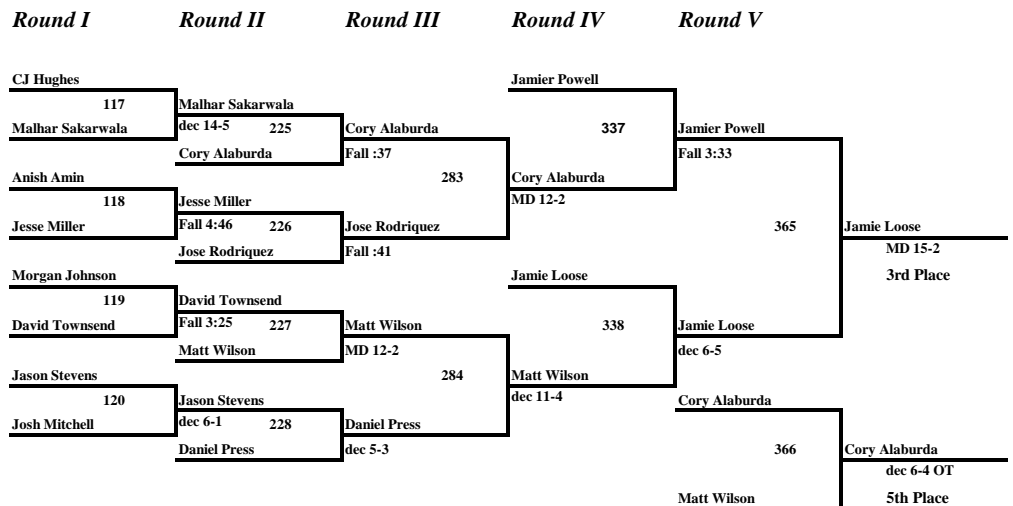 Round I
Round II
Round III
Round IV
Round V
CJ Hughes
117
Malhar Sakarwala
Anish Amin
118
Jesse Miller
Morgan Johnson
119
David Townsend
Jason Stevens
120
Josh Mitchell
Malhar Sakarwala
dec 14-5
225
Cory Alaburda
Jesse Miller
Fall 4:46
226
Jose Rodriquez
David Townsend
Fall 3:25
227
Matt Wilson
Jason Stevens
dec 6-1
228
Daniel Press
Cory Alaburda
Fall :37
283
Jose Rodriquez
Fall :41
Matt Wilson
MD 12-2
284
Daniel Press
dec 5-3
Jamier Powell
337
Cory Alaburda
MD 12-2
Jamie Loose
338
Matt Wilson
dec 11-4
Jamier Powell
Fall 3:33
365
Jamie Loose
dec 6-5
Cory Alaburda
366
Matt Wilson
Jamie Loose
MD 15-2
3rd Place
Cory Alaburda
dec 6-4 OT
5th Place